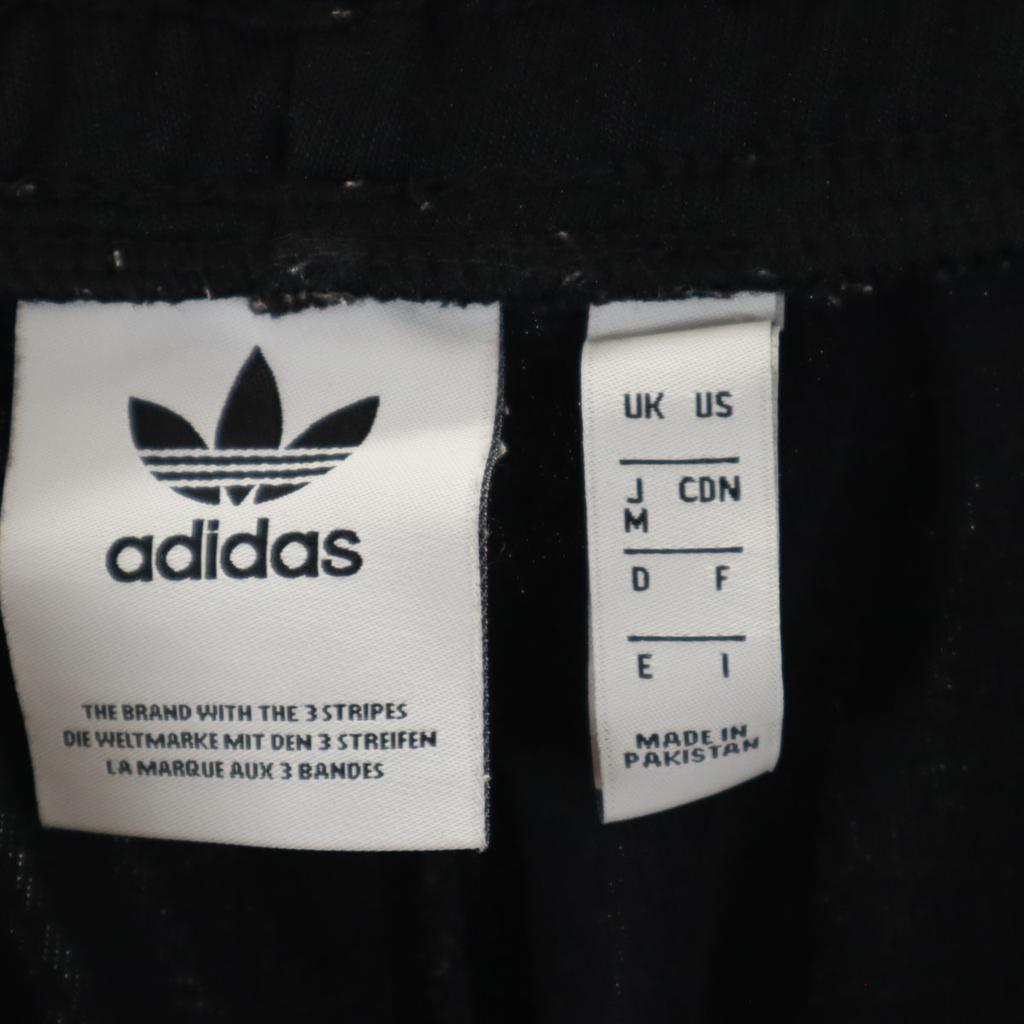 adidas
THE BRAND WITH THE 3 STRIPES
DIE WELTMARKE MIT DEN 3 STREIFEN
LA MARQUE AUX 3 BANDES
UK US
J CDN
M
D F
E I
MADE IN
PAKISTAN